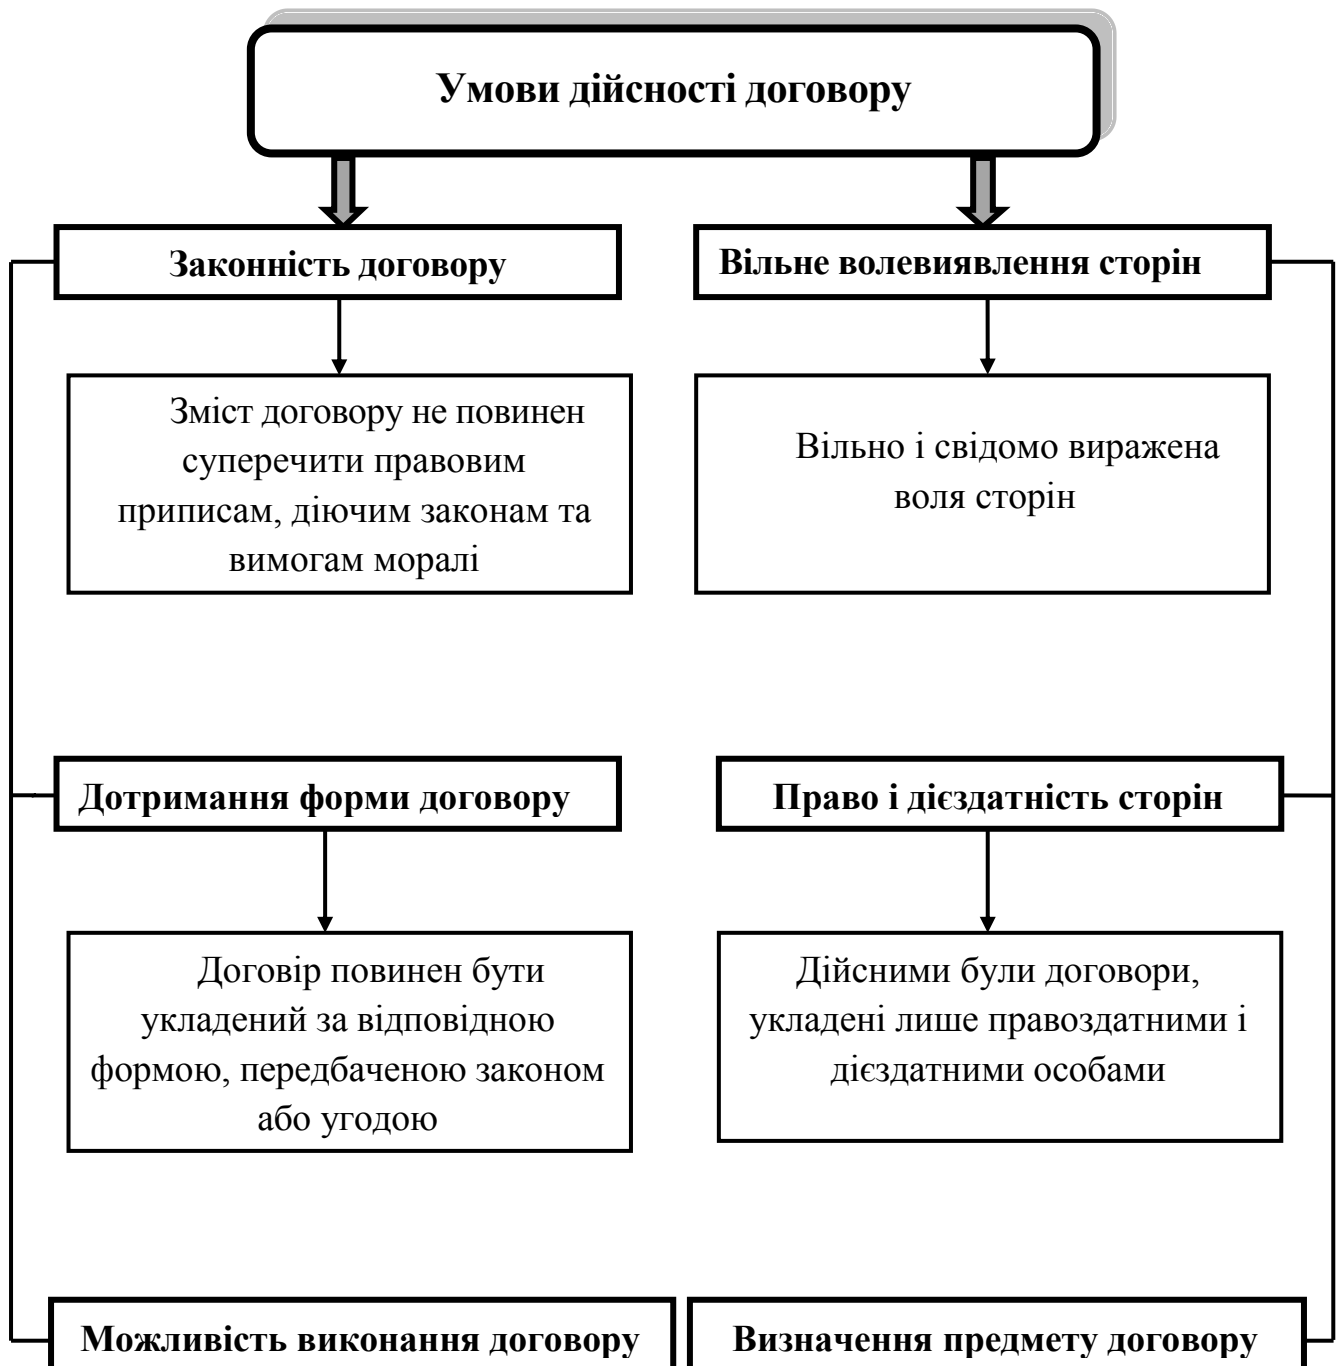 Умови дійсності договору
Законність договору
Вільне волевиявлення сторін
Зміст договору не повинен
суперечити правовим
приписам, діючим законам та
вимогам моралі
Вільно і свідомо виражена
воля сторін
Дотримання форми договору
Право і дієздатність сторін
Договір повинен бути
укладений за відповідною
формою, передбаченою законом
або угодою
Дійсними були договори,
укладені лише правоздатними і
дієздатними особами
Можливість виконання договору
Визначення предмету договору